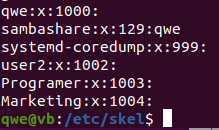 qwe:x:1000:
sambashare:x:129:qwe
systemd-coredump:x:999:
user2:x:1002:
Programer:x:1003:
Marketing:x:1004:
qwe@vb:/etc/skel$